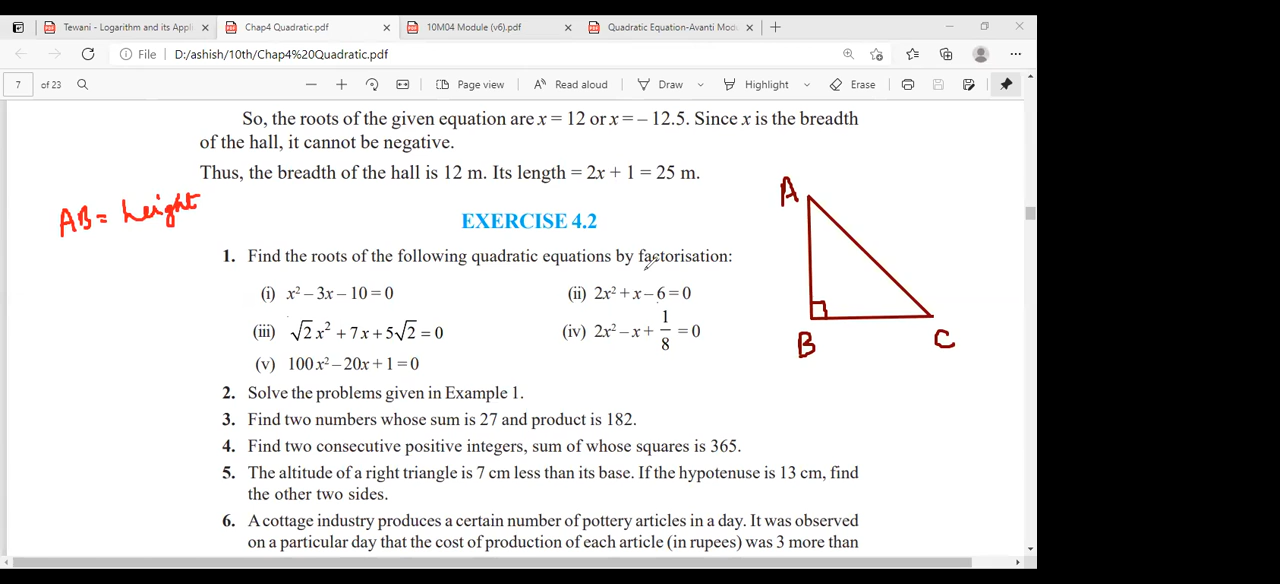 Tewani - Logarithm and its Appl
Chap4 Quadratic.pdf
10M04 Module (v6).pdf
Quadratic Equation-Avanti Mod
File D:/ashish/10th/Chap4%20Quadratic.pdf
7 of 23
Page view
Read aloud
Draw
Highlight
Erase
So, the roots of the given equation are x = 12 or x = – 12.5. Since x is the breadth
of the hall, it cannot be negative.
Thus, the breadth of the hall is 12 m. Its length = 2x + 1 = 25 m.
AB = height
A
B
C
EXERCISE 4.2
1. Find the roots of the following quadratic equations by factorisation:
(i) x² – 3x – 10 = 0
(ii) 2x² + x – 6 = 0
(iii) √2 x² + 7x + 5√2 = 0
(iv) 2x² – x + 1/8 = 0
(v) 100x² – 20x + 1 = 0
2. Solve the problems given in Example 1.
3. Find two numbers whose sum is 27 and product is 182.
4. Find two consecutive positive integers, sum of whose squares is 365.
5. The altitude of a right triangle is 7 cm less than its base. If the hypotenuse is 13 cm, find
the other two sides.
6. A cottage industry produces a certain number of pottery articles in a day. It was observed
on a particular day that the cost of production of each article (in rupees) was 3 more than